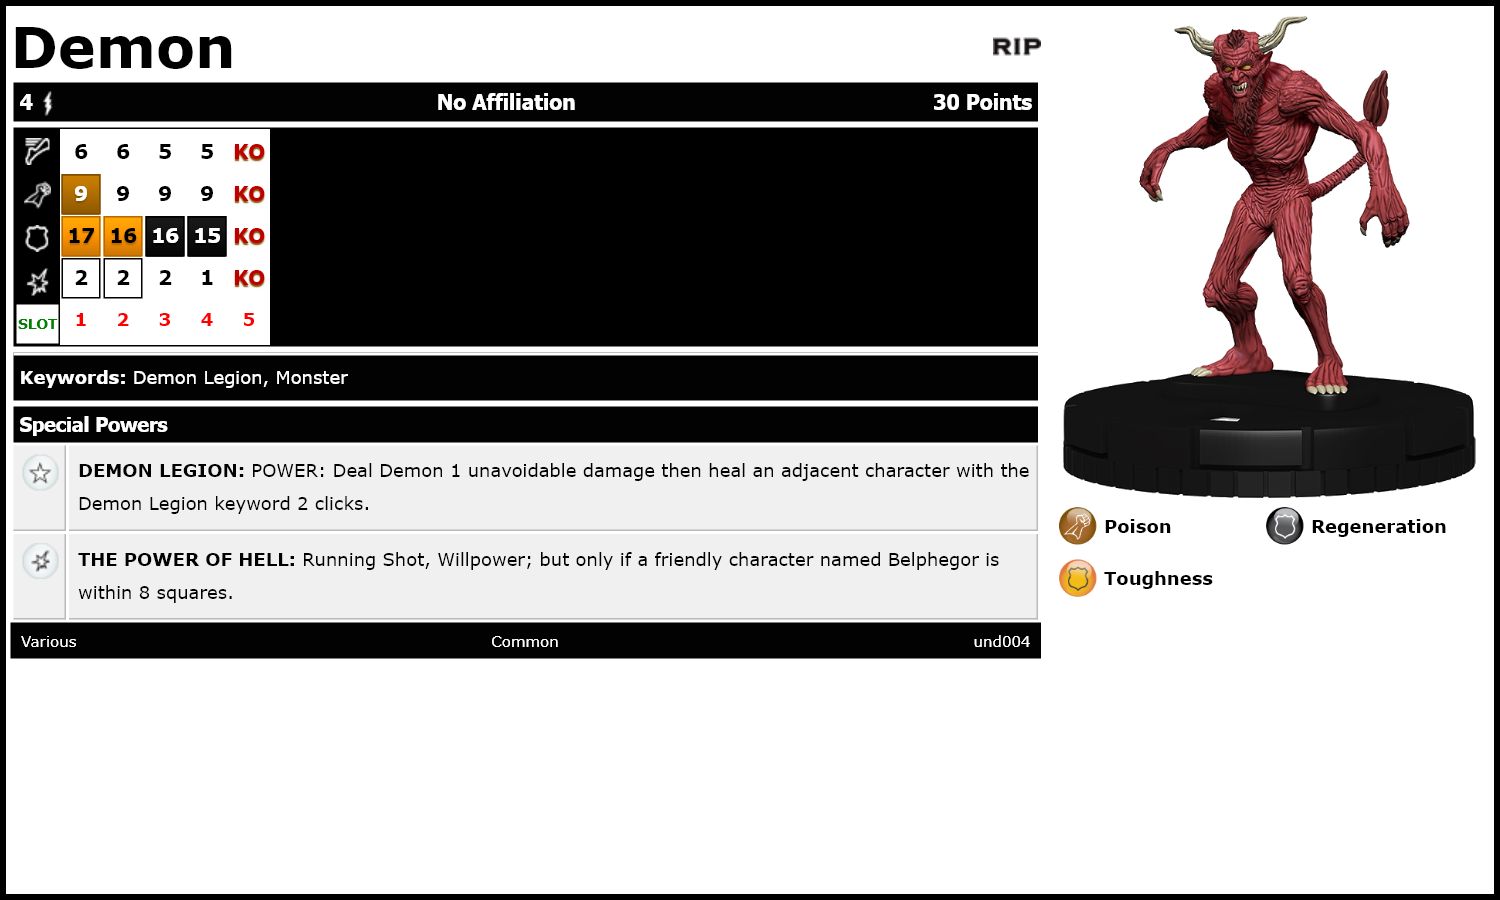 Demon
RIP
4 No Affiliation 30 Points
6 6 5 5 KO
9 9 9 9 KO
17 16 16 15 KO
2 2 2 1 KO
SLOT 1 2 3 4 5
Keywords: Demon Legion, Monster
Special Powers
DEMON LEGION: POWER: Deal Demon 1 unavoidable damage then heal an adjacent character with the
Demon Legion keyword 2 clicks.
THE POWER OF HELL: Running Shot, Willpower; but only if a friendly character named Belphegor is
within 8 squares.
Various Common und004
Poison Regeneration
Toughness